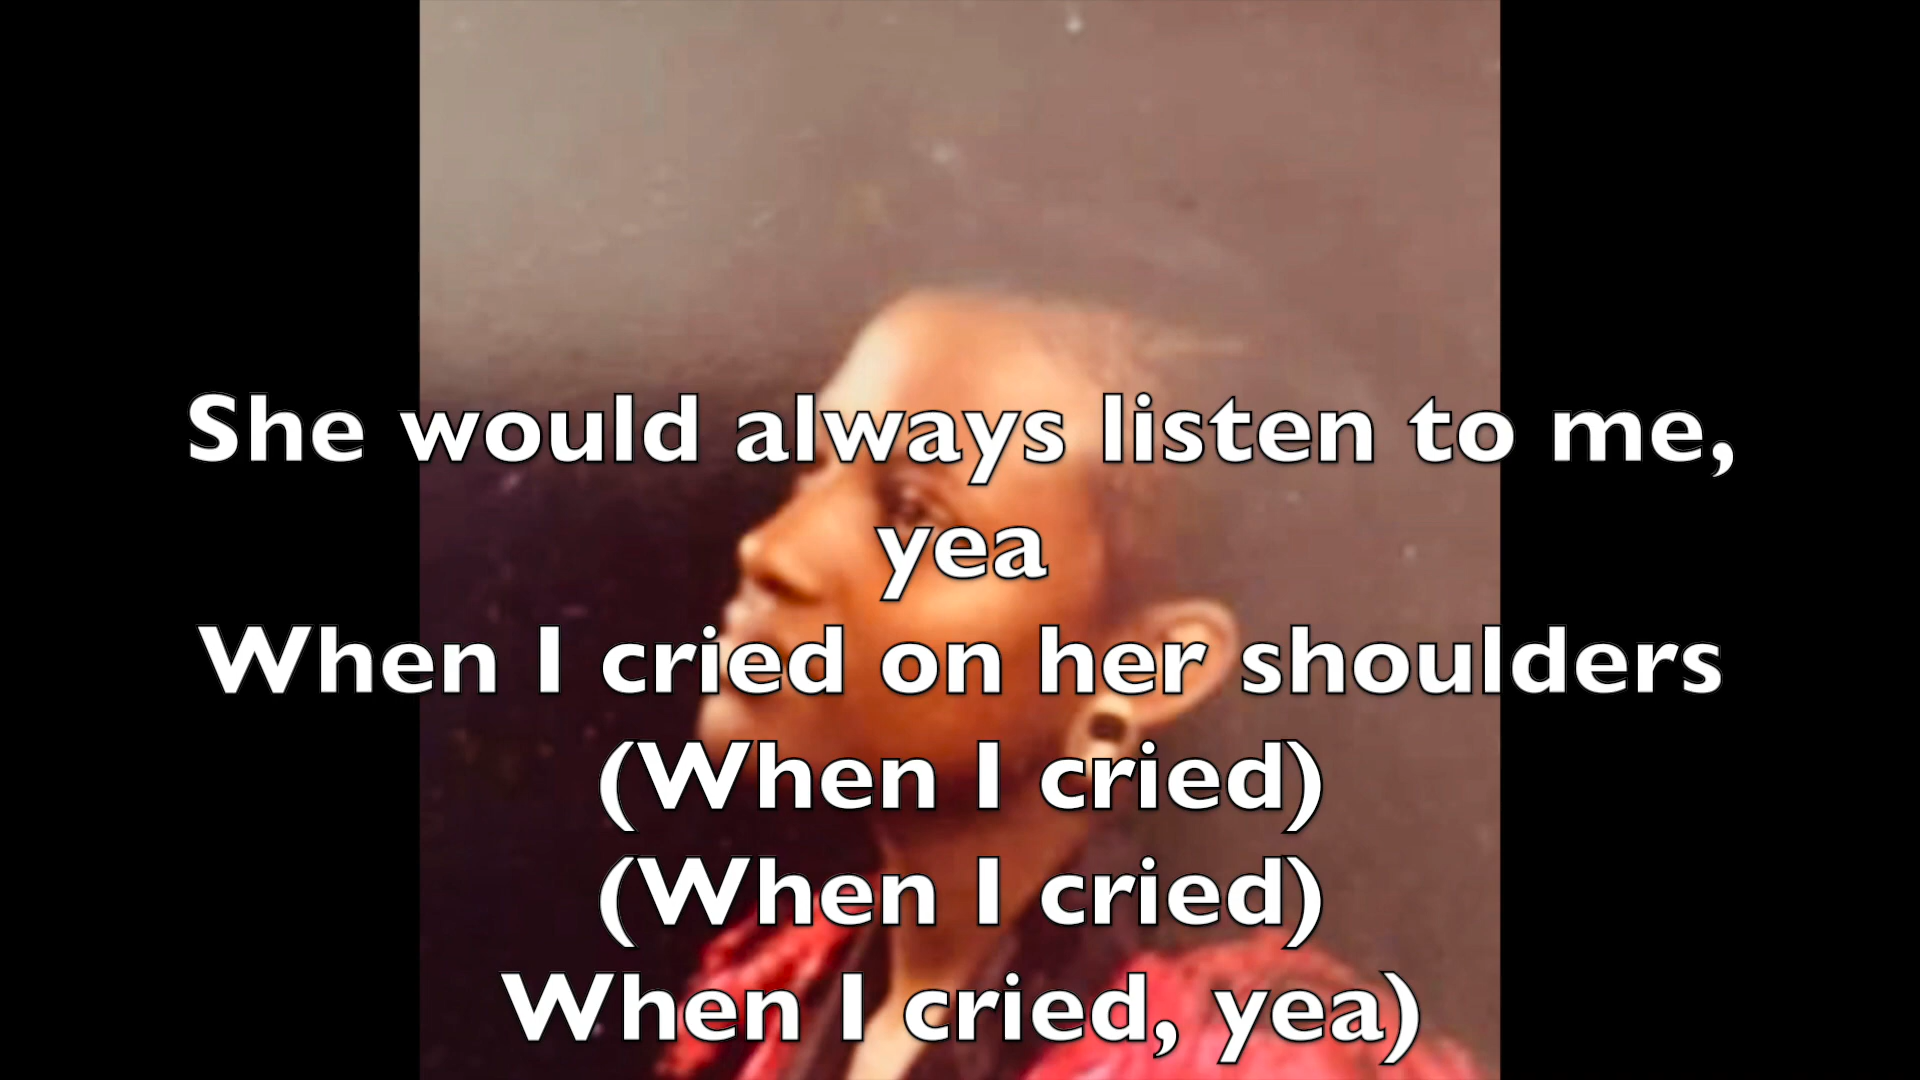 She would always listen to me,
yea
When I cried on her shoulders
(When I cried)
(When I cried)
When I cried, yea)